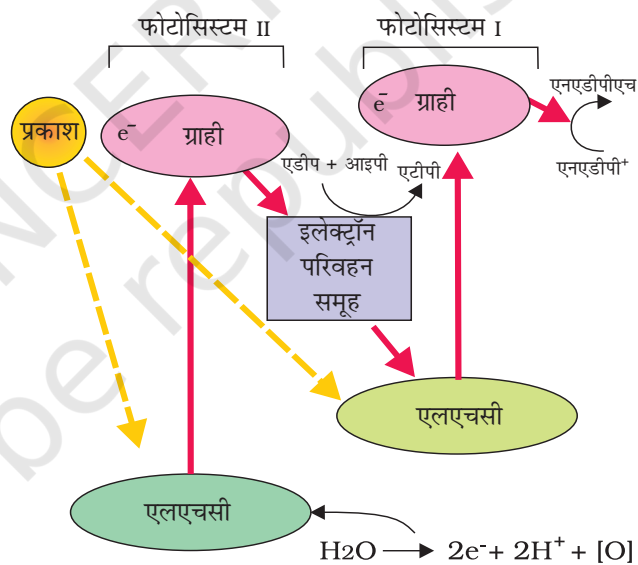 फोटोसिस्टम II
फोटोसिस्टम I
प्रकाश
e⁻ ग्राही
e⁻ ग्राही
एनएडीपीएच
एनएडीपी⁺
एडीप + आइपी
एटीपी
इलेक्ट्रॉन
परिवहन
समूह
एलएचसी
एलएचसी
H2O → 2e⁻ + 2H⁺ + [O]